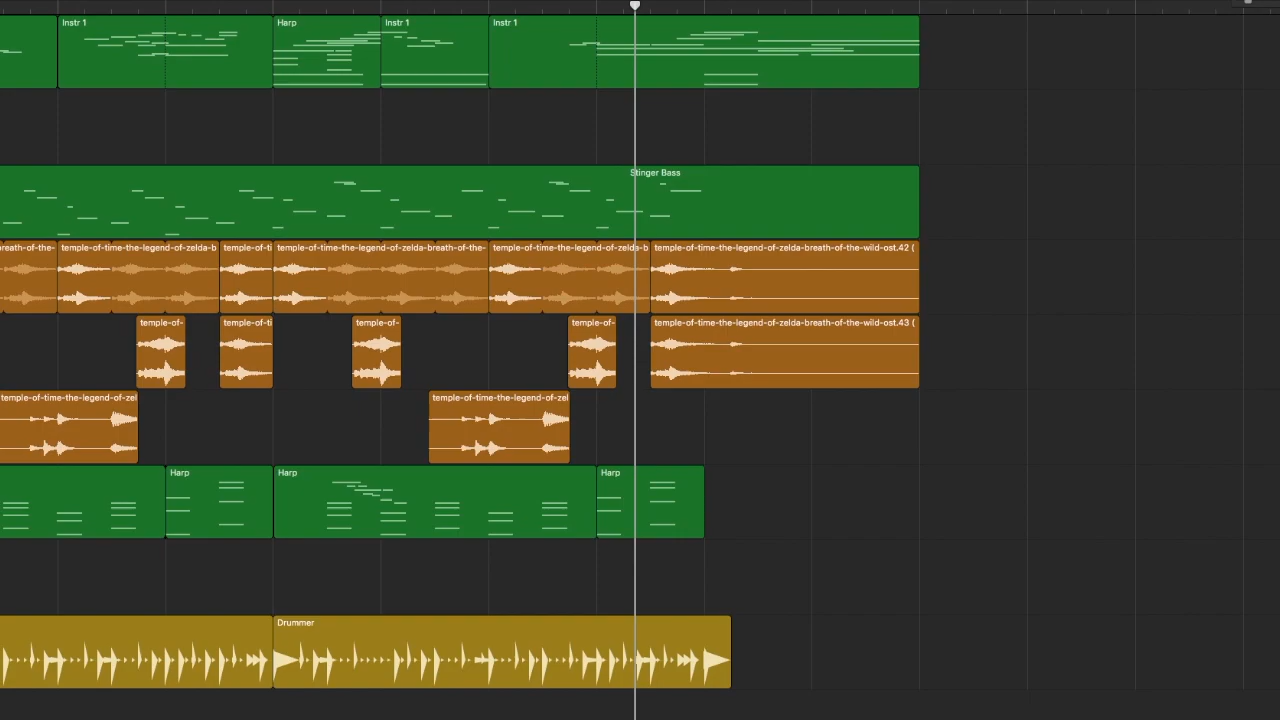 Instr 1
Harp
Instr 1
Instr 1
Stinger Bass
breath-of-the-
temple-of-time-the-legend-of-zelda-b
temple-of-ti
temple-of-time-the-legend-of-zelda-breath-of-the-
temple-of-time-the-legend-of-zelda-b
temple-of-time-the-legend-of-zelda-breath-of-the-wild-ost.42 (
temple-of-
temple-of-ti
temple-of-
temple-of-
temple-of-time-the-legend-of-zelda-breath-of-the-wild-ost.43 (
temple-of-time-the-legend-of-zel
temple-of-time-the-legend-of-zel
Harp
Harp
Harp
Drummer